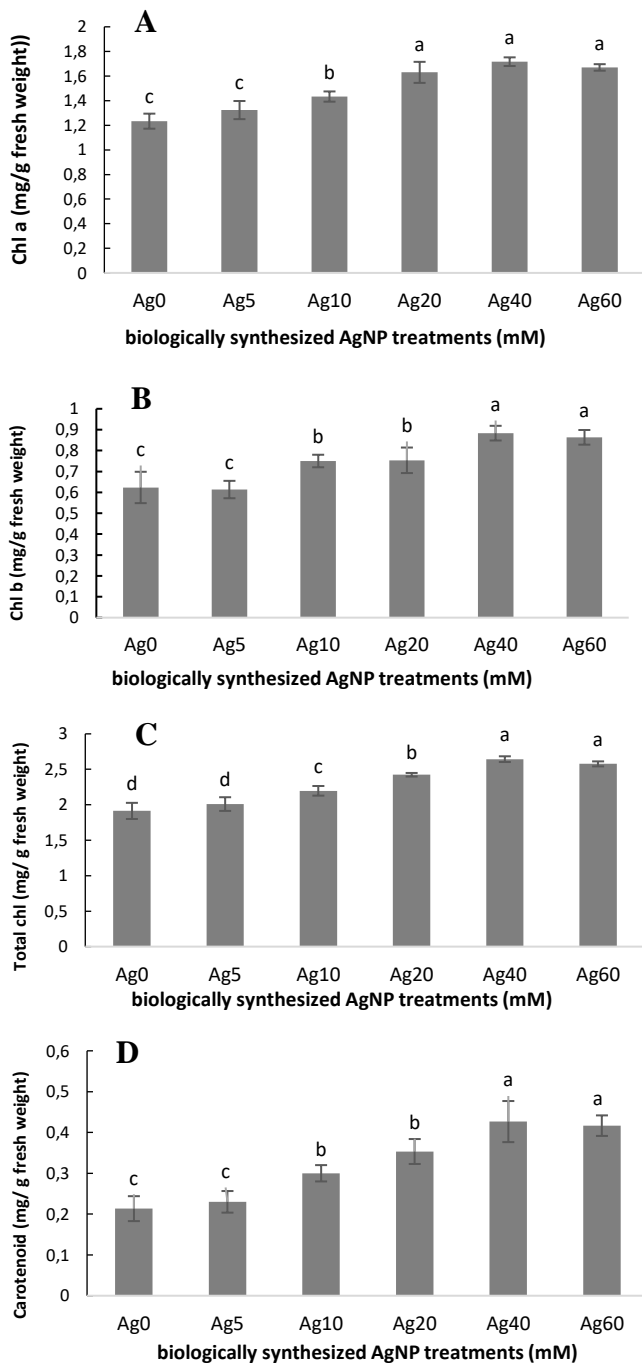 A
Chl a (mg/g fresh weight))
2
1,8
1,6
1,4
1,2
1
0,8
0,6
0,4
0,2
0
c
c
b
a
a
a
Ag0 Ag5 Ag10 Ag20 Ag40 Ag60
biologically synthesized AgNP treatments (mM)
B
Chl b (mg/g fresh weight)
1
0,9
0,8
0,7
0,6
0,5
0,4
0,3
0,2
0,1
0
c
c
b
b
a
a
Ag0 Ag5 Ag10 Ag20 Ag40 Ag60
biologically synthesized AgNP treatments (mM)
C
Total chl (mg/ g fresh weight)
3
2,5
2
1,5
1
0,5
0
d
d
c
b
a
a
Ag0 Ag5 Ag10 Ag20 Ag40 Ag60
biologically synthesized AgNP treatments (mM)
D
Carotenoid (mg/ g fresh weight)
0,6
0,5
0,4
0,3
0,2
0,1
0
c
c
b
b
a
a
Ag0 Ag5 Ag10 Ag20 Ag40 Ag60
biologically synthesized AgNP treatments (mM)